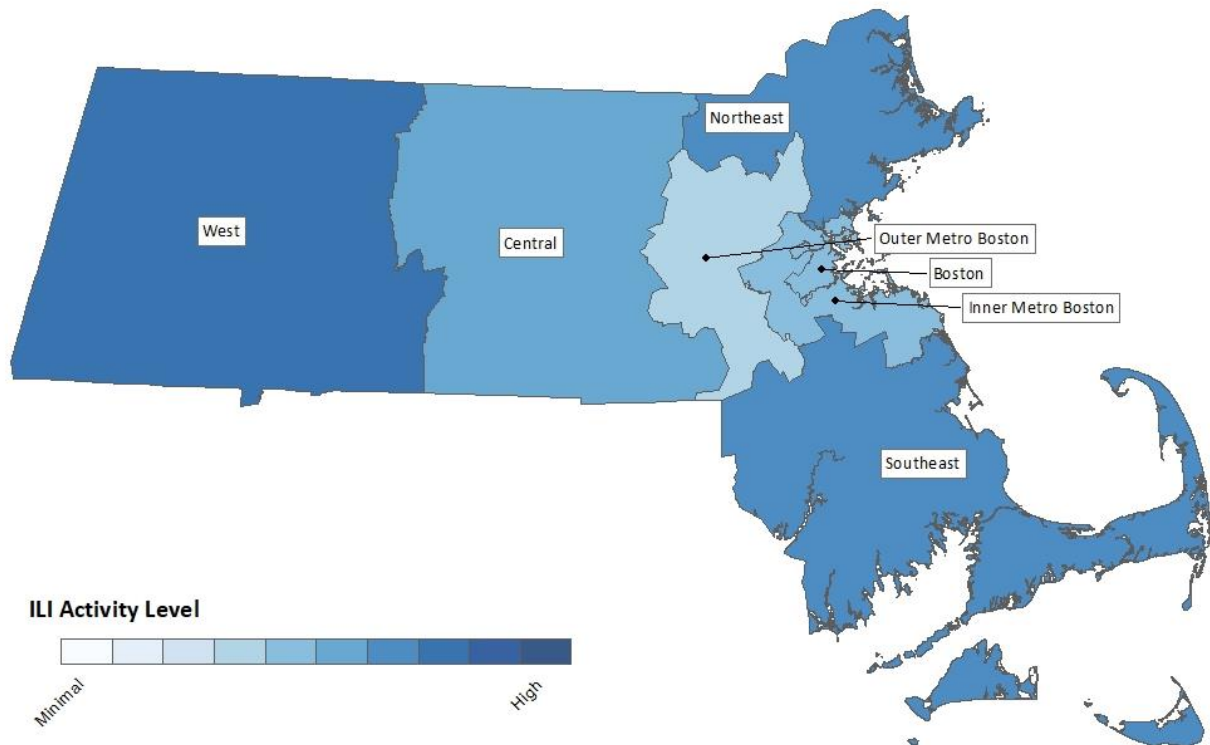 Northeast
West
Central
Outer Metro Boston
Boston
Inner Metro Boston
Southeast
ILI Activity Level
Minimal
High